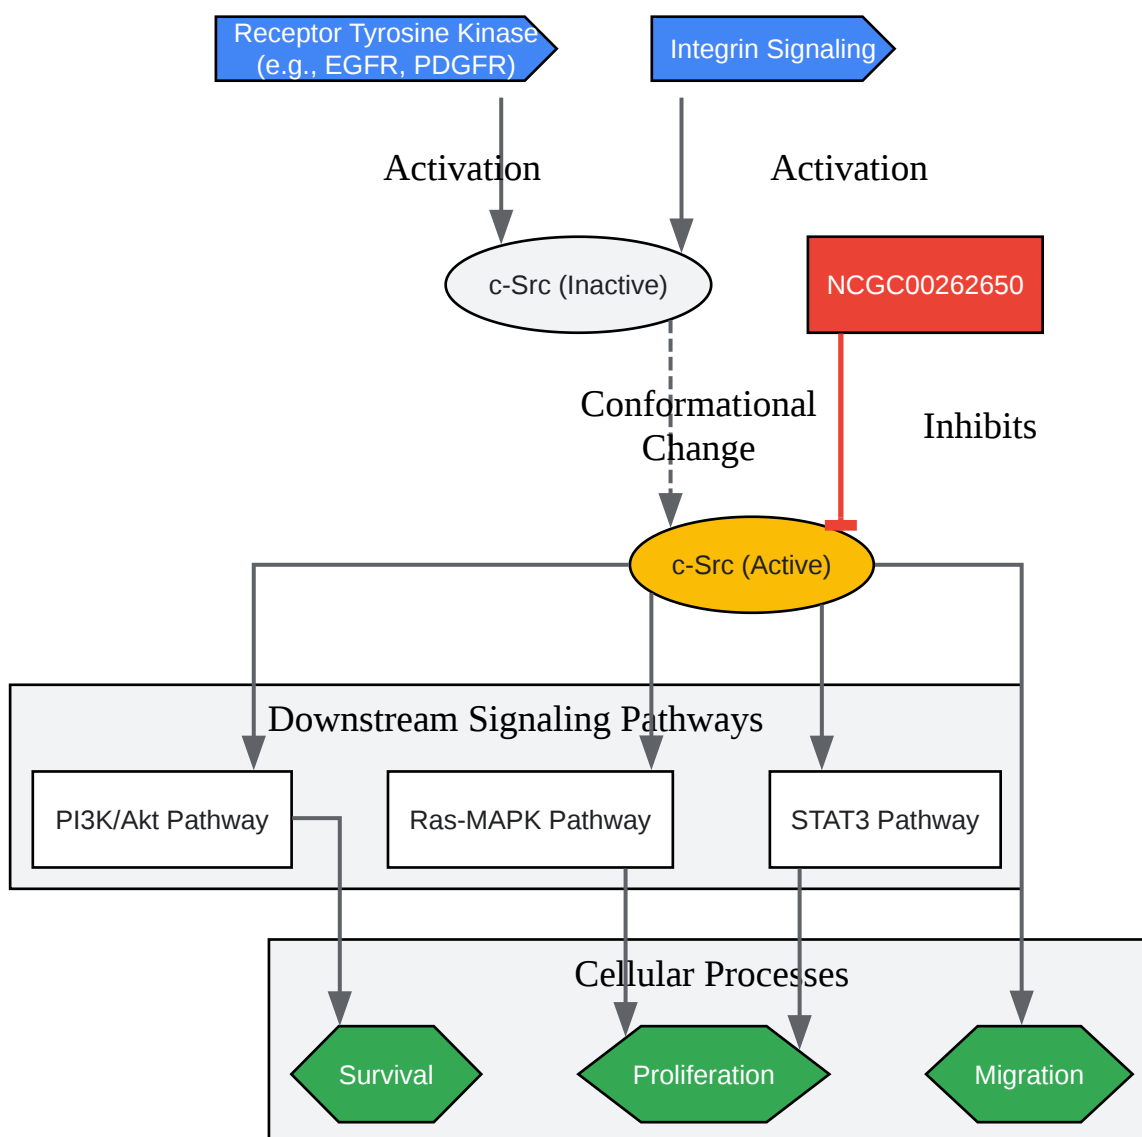 Receptor Tyrosine Kinase
(e.g., EGFR, PDGFR)
Integrin Signaling
Activation
Activation
c-Src (Inactive)
NCGC00262650
Conformational
Change
Inhibits
c-Src (Active)
Downstream Signaling Pathways
PI3K/Akt Pathway
Ras-MAPK Pathway
STAT3 Pathway
Cellular Processes
Survival
Proliferation
Migration